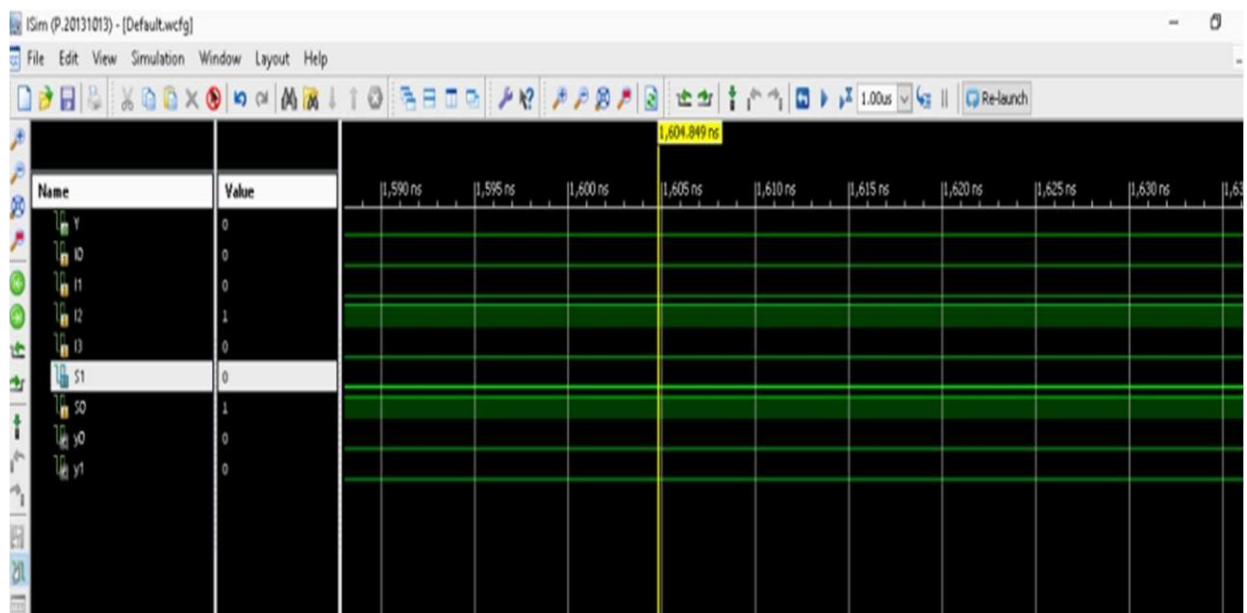 ISim (P.20131013) - [Default.wcfg]
File Edit View Simulation Window Layout Help
1.00us Re-launch
1,604.849 ns
Name Value 1,590 ns 1,595 ns 1,600 ns 1,605 ns 1,610 ns 1,615 ns 1,620 ns 1,625 ns 1,630 ns 1,63
Y 0
I0 0
I1 0
I2 1
I3 0
S1 0
S0 1
y0 0
y1 0